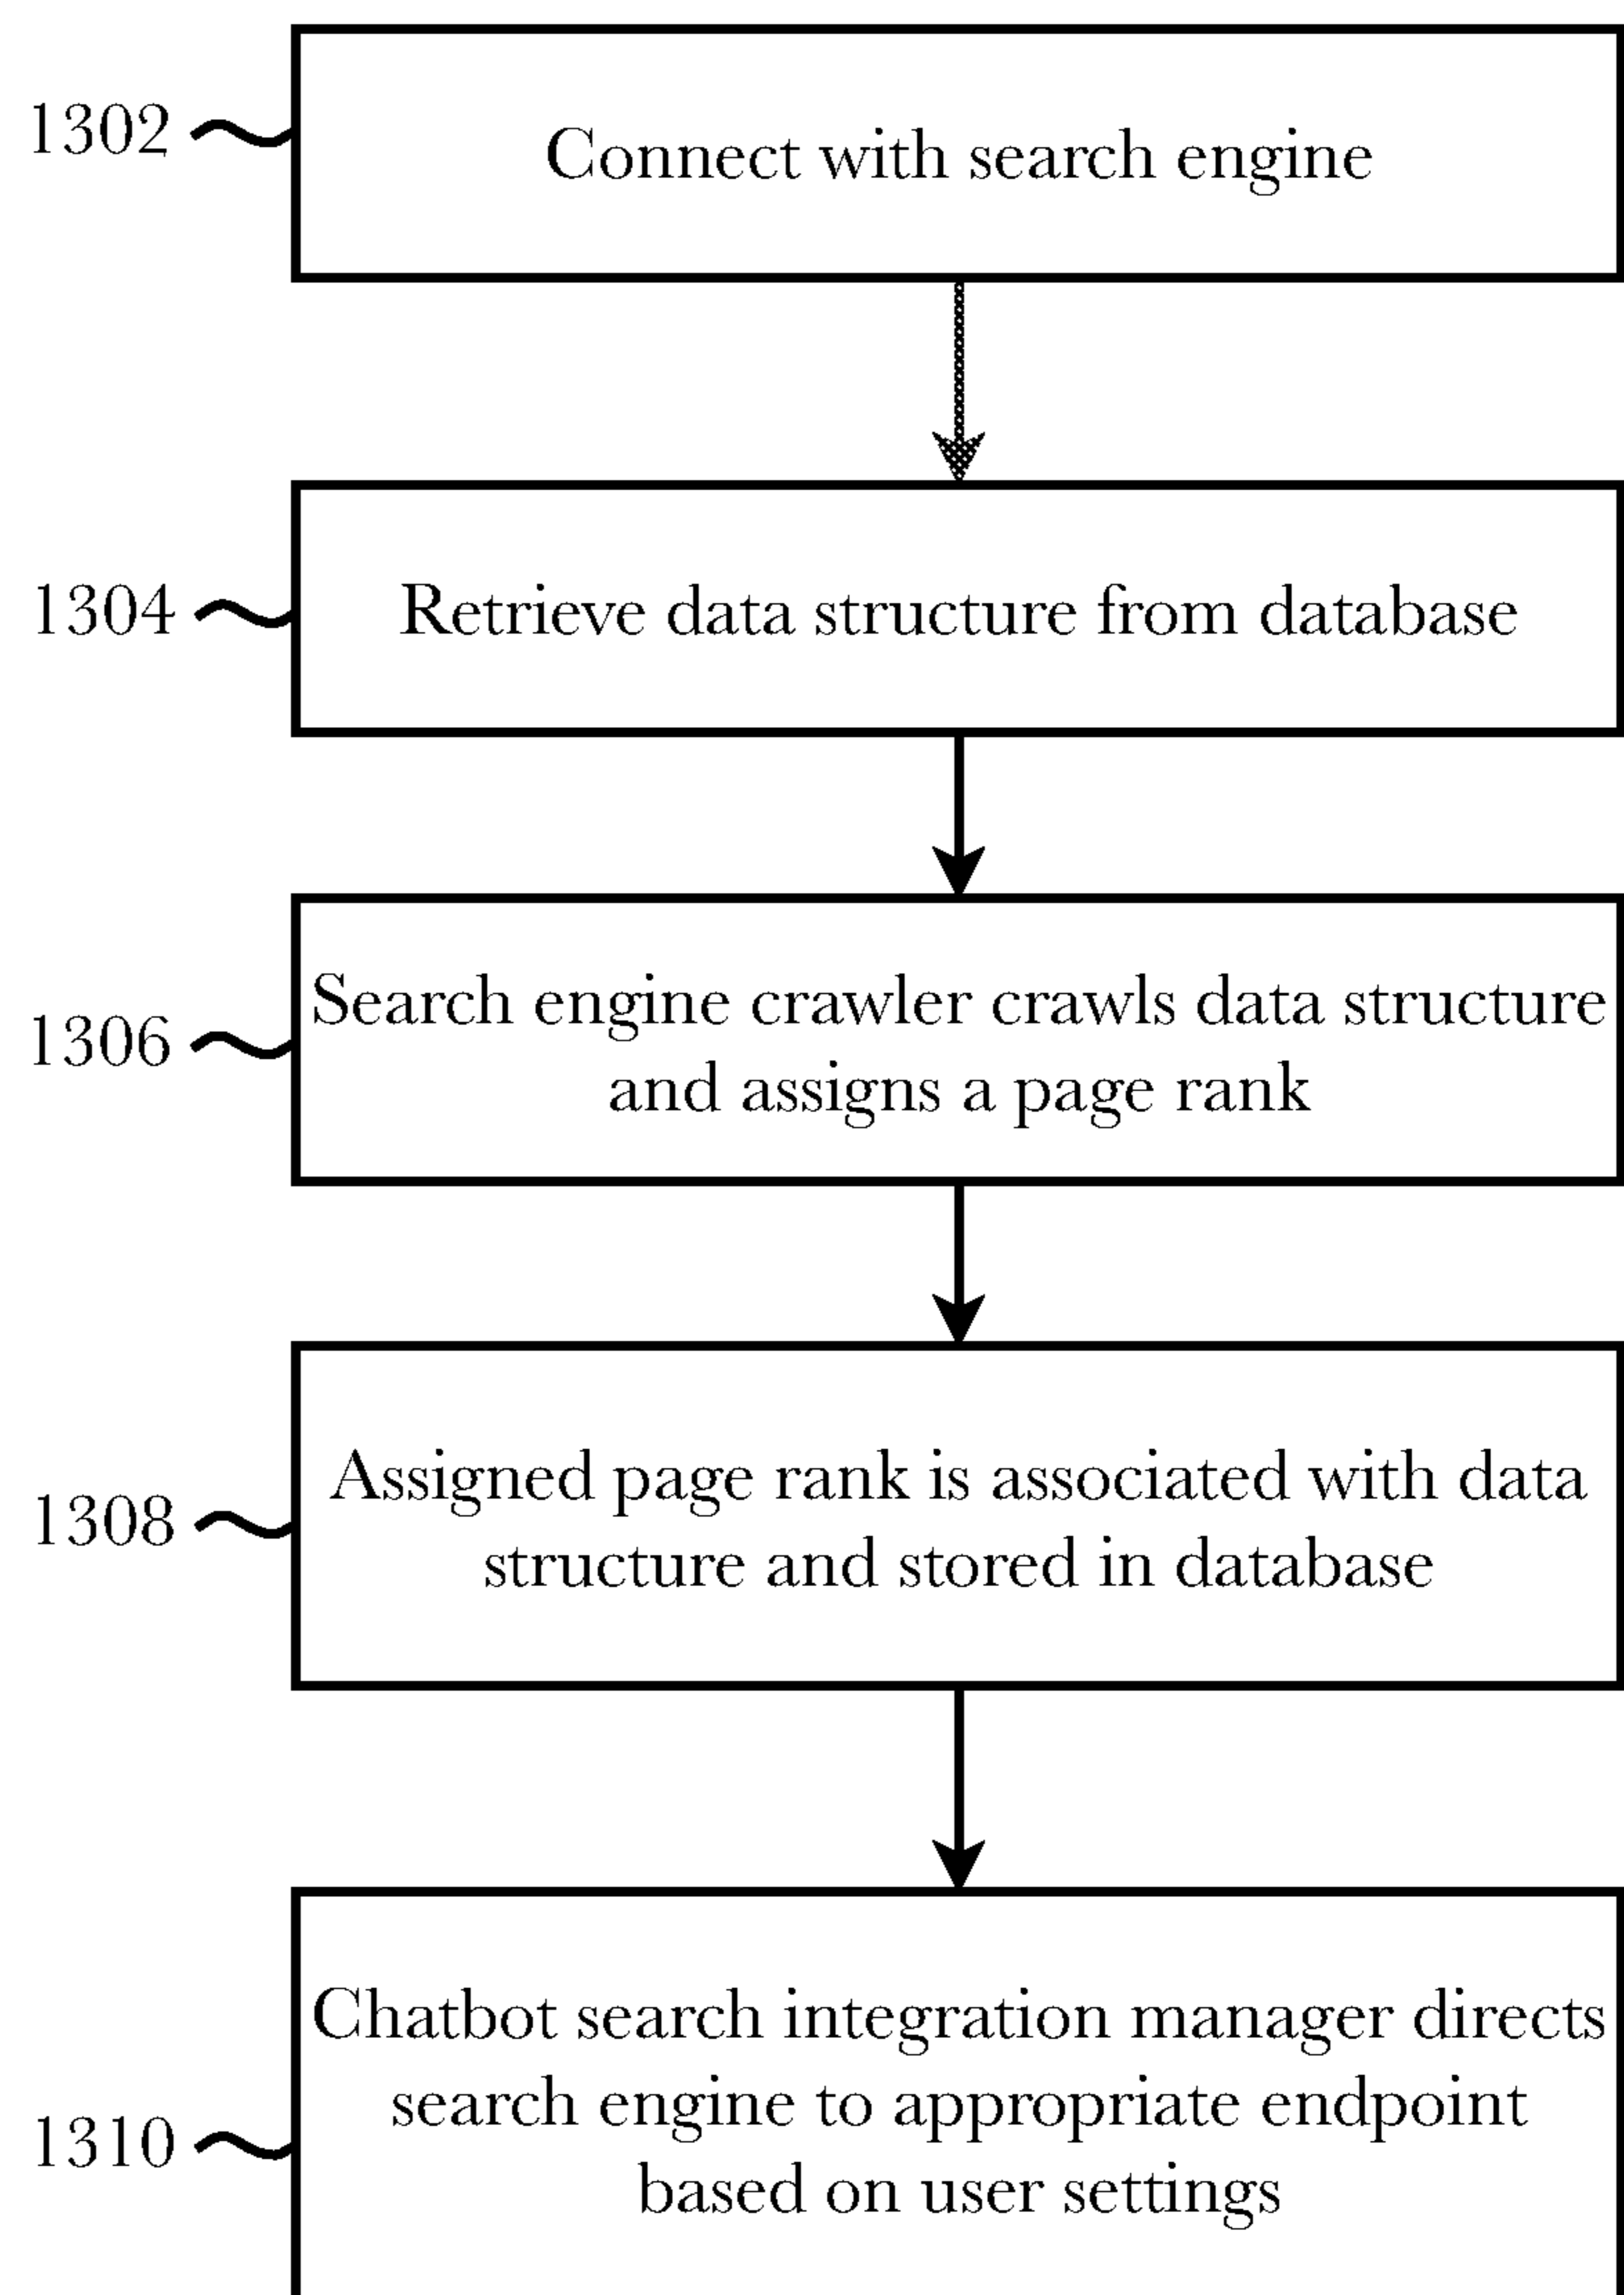 1302
Connect with search engine
1304
Retrieve data structure from database
1306
Search engine crawler crawls data structure
and assigns a page rank
1308
Assigned page rank is associated with data
structure and stored in database
1310
Chatbot search integration manager directs
search engine to appropriate endpoint
based on user settings